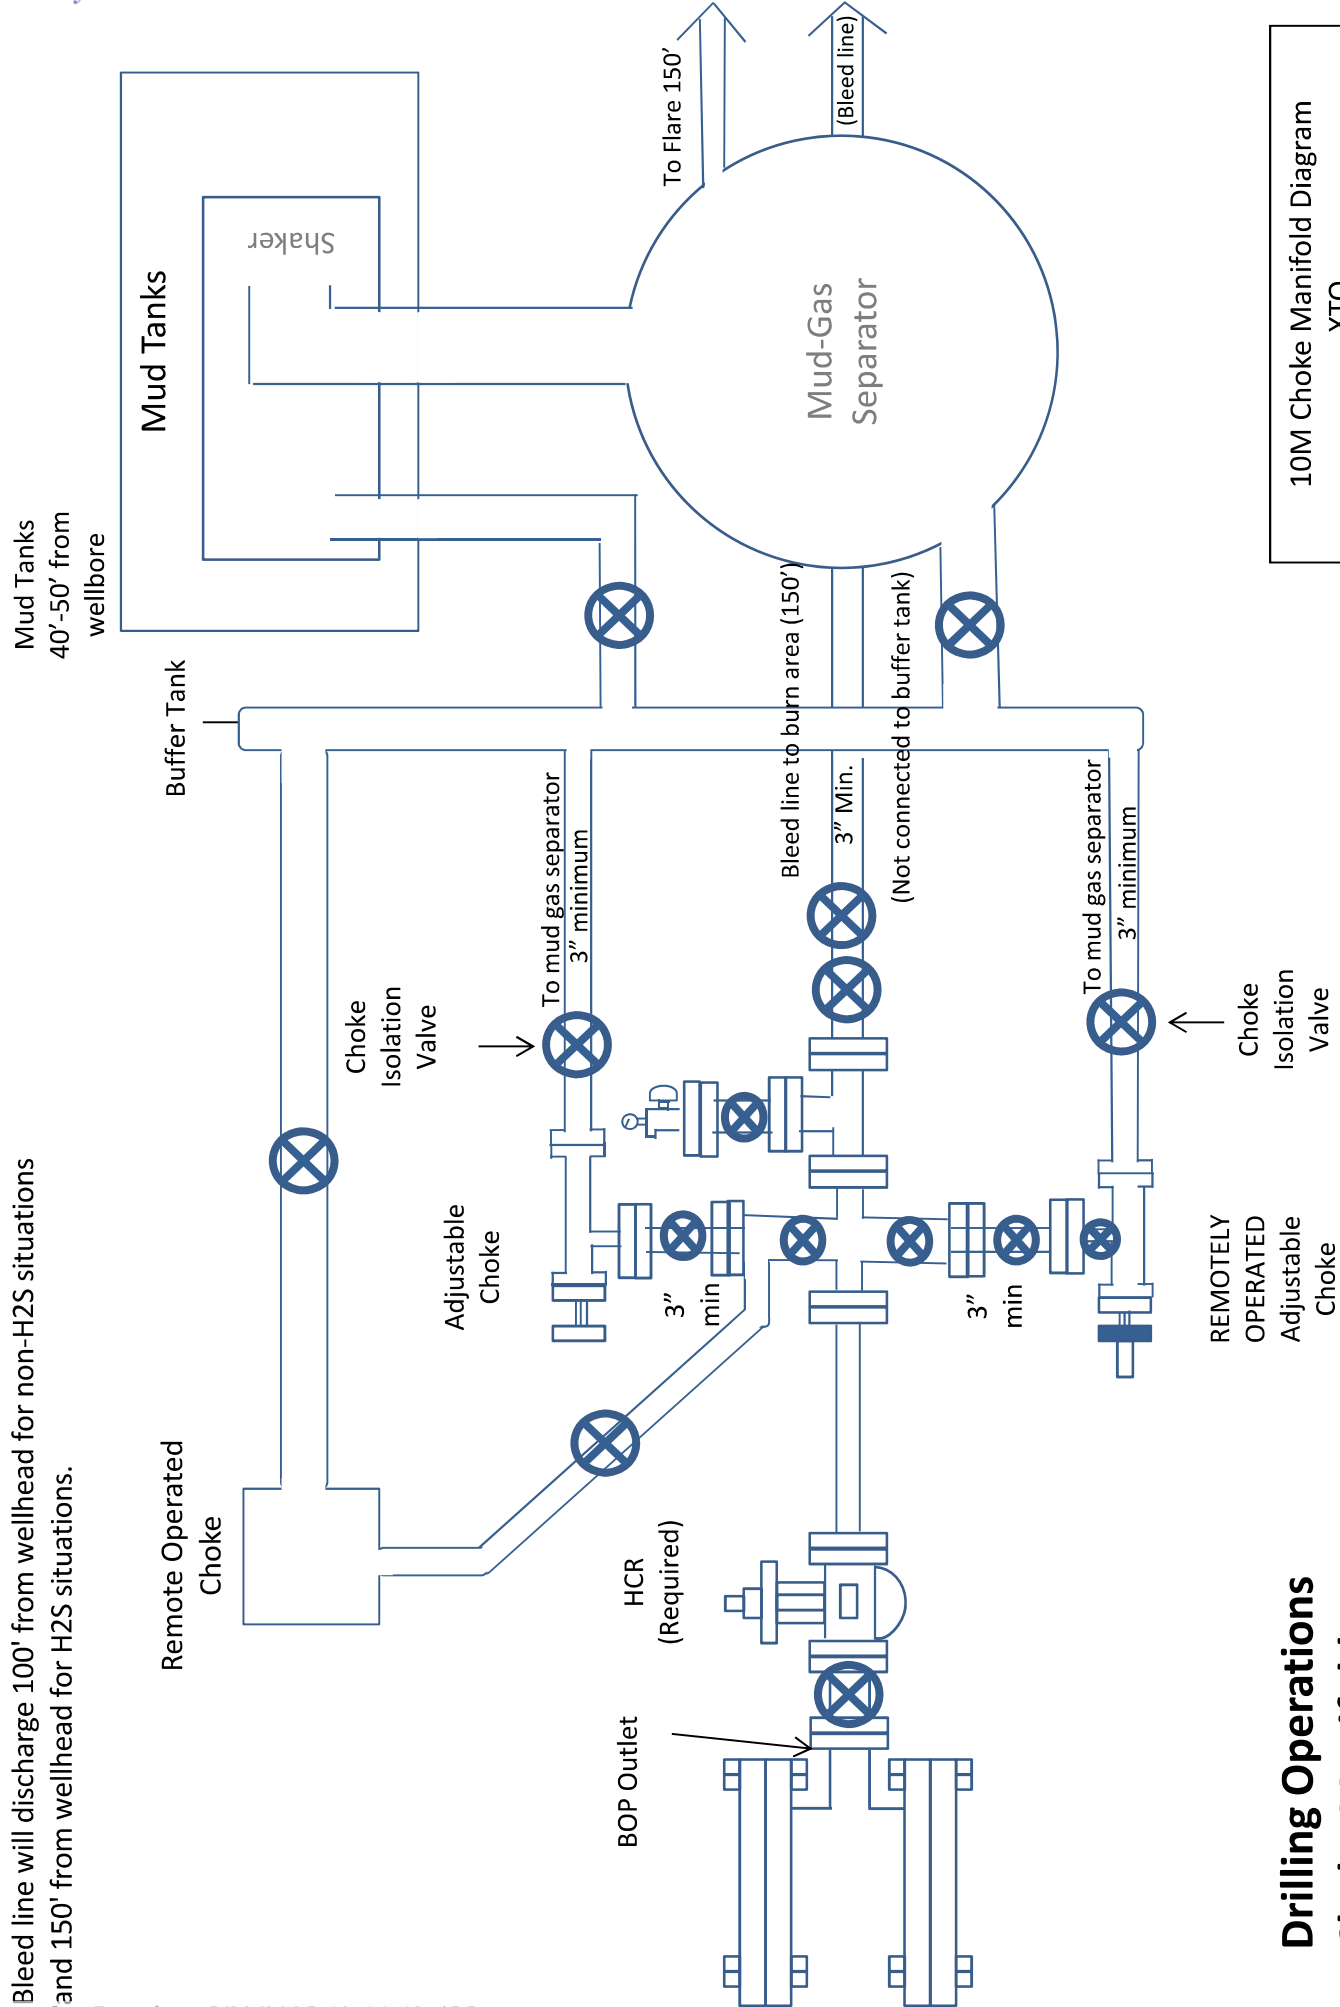 Bleed line will discharge 100' from wellhead for non-H2S situations
and 150' from wellhead for H2S situations.
Mud Tanks
40’-50’ from
wellbore
Mud Tanks
Shaker
Buffer Tank
Remote Operated
Choke
Choke
Isolation
Valve
Adjustable
Choke
To mud gas separator
3” minimum
To Flare 150’
(Bleed line)
Mud-Gas
Separator
Bleed line to burn area (150’)
3” Min.
(Not connected to buffer tank)
3”
min
3”
min
HCR
(Required)
BOP Outlet
To mud gas separator
3” minimum
Choke
Isolation
Valve
REMOTELY
OPERATED
Adjustable
Choke
10M Choke Manifold Diagram
XTO
Drilling Operations